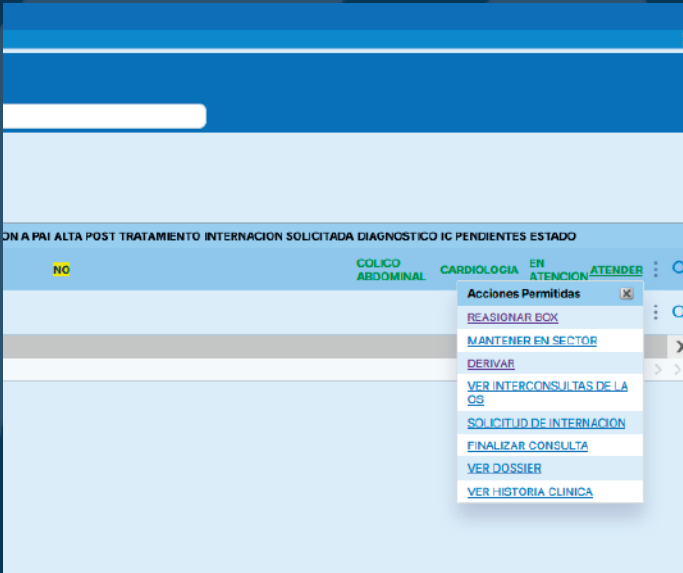 ON A PAI ALTA POST TRATAMIENTO INTERNACION SOLICITADA DIAGNOSTICO IC PENDIENTES ESTADO
NO COLICO ABDOMINAL CARDIOLOGIA EN ATENCION ATENDER
Acciones Permitidas
REASIGNAR BOX
MANTENER EN SECTOR
DERIVAR
VER INTERCONSULTAS DE LA
OS
SOLICITUD DE INTERNACION
FINALIZAR CONSULTA
VER DOSSIER
VER HISTORIA CLINICA